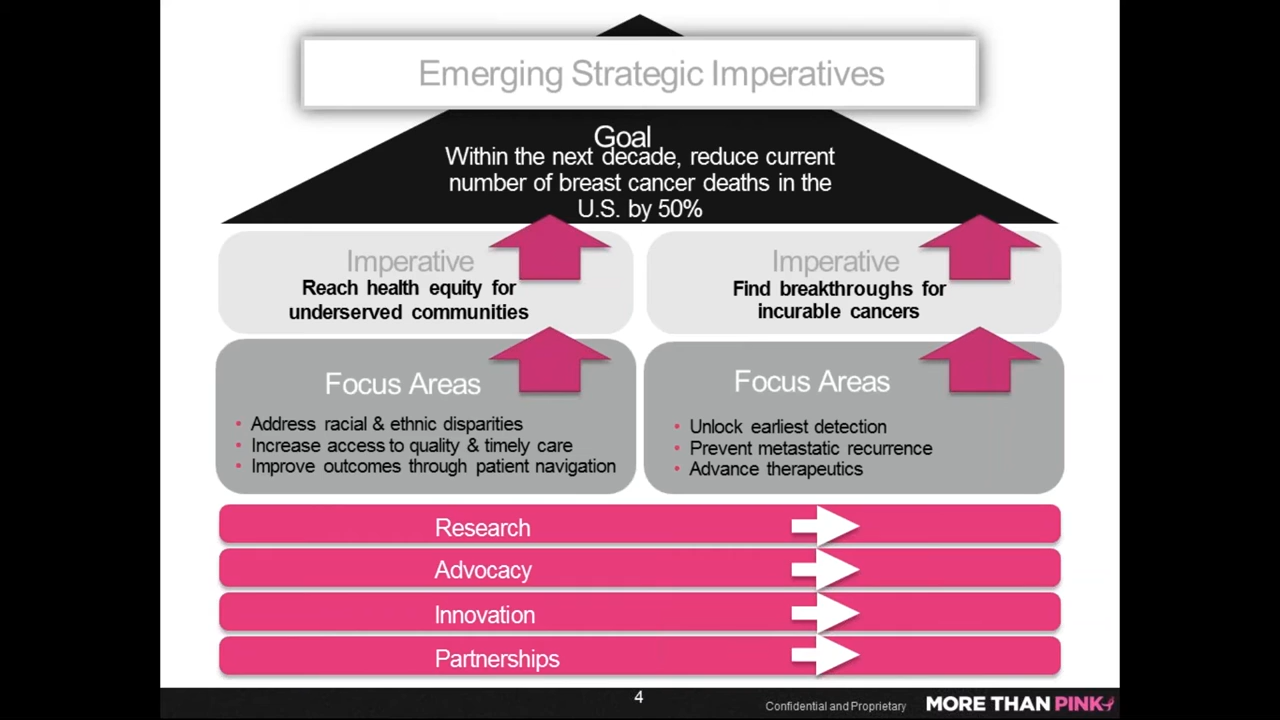 Emerging Strategic Imperatives
Goal
Within the next decade, reduce current
number of breast cancer deaths in the
U.S. by 50%
Imperative
Reach health equity for
underserved communities
Imperative
Find breakthroughs for
incurable cancers
Focus Areas
• Address racial & ethnic disparities
• Increase access to quality & timely care
• Improve outcomes through patient navigation
Focus Areas
• Unlock earliest detection
• Prevent metastatic recurrence
• Advance therapeutics
Research
Advocacy
Innovation
Partnerships
4
Confidential and Proprietary
MORE THAN PINK